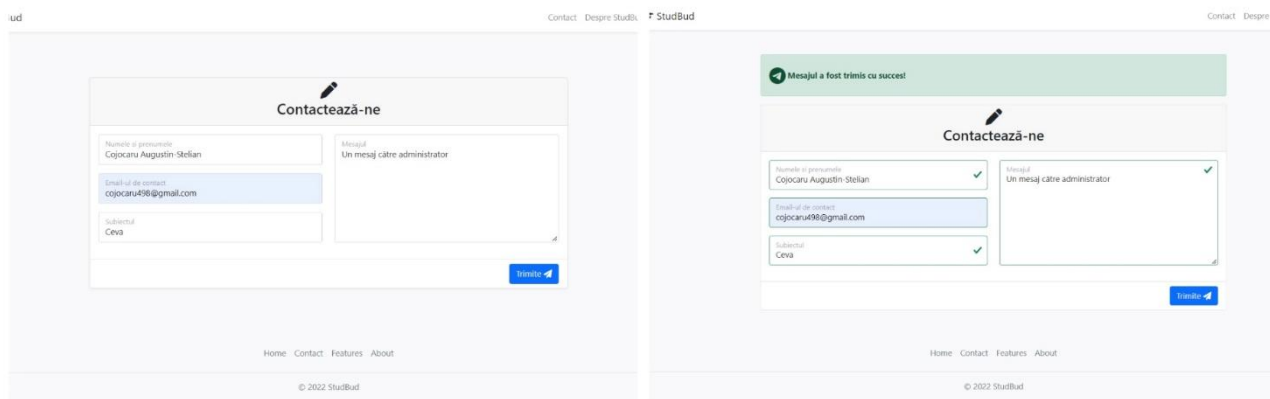 ud
Contact Despre StudBu
Contactează-ne
Numele si prenumele
Cojocaru Augustin-Stelian
Email-ul de contact
cojocaru498@gmail.com
Subiectul
Ceva
Mesajul
Un mesaj către administrator
Trimite
Home Contact Features About
© 2022 StudBud
StudBud
Contact Despre
Mesajul a fost trimis cu succes!
Contactează-ne
Numele si prenumele
Cojocaru Augustin-Stelian
Email-ul de contact
cojocaru498@gmail.com
Subiectul
Ceva
Mesajul
Un mesaj către administrator
Trimite
Home Contact Features About
© 2022 StudBud